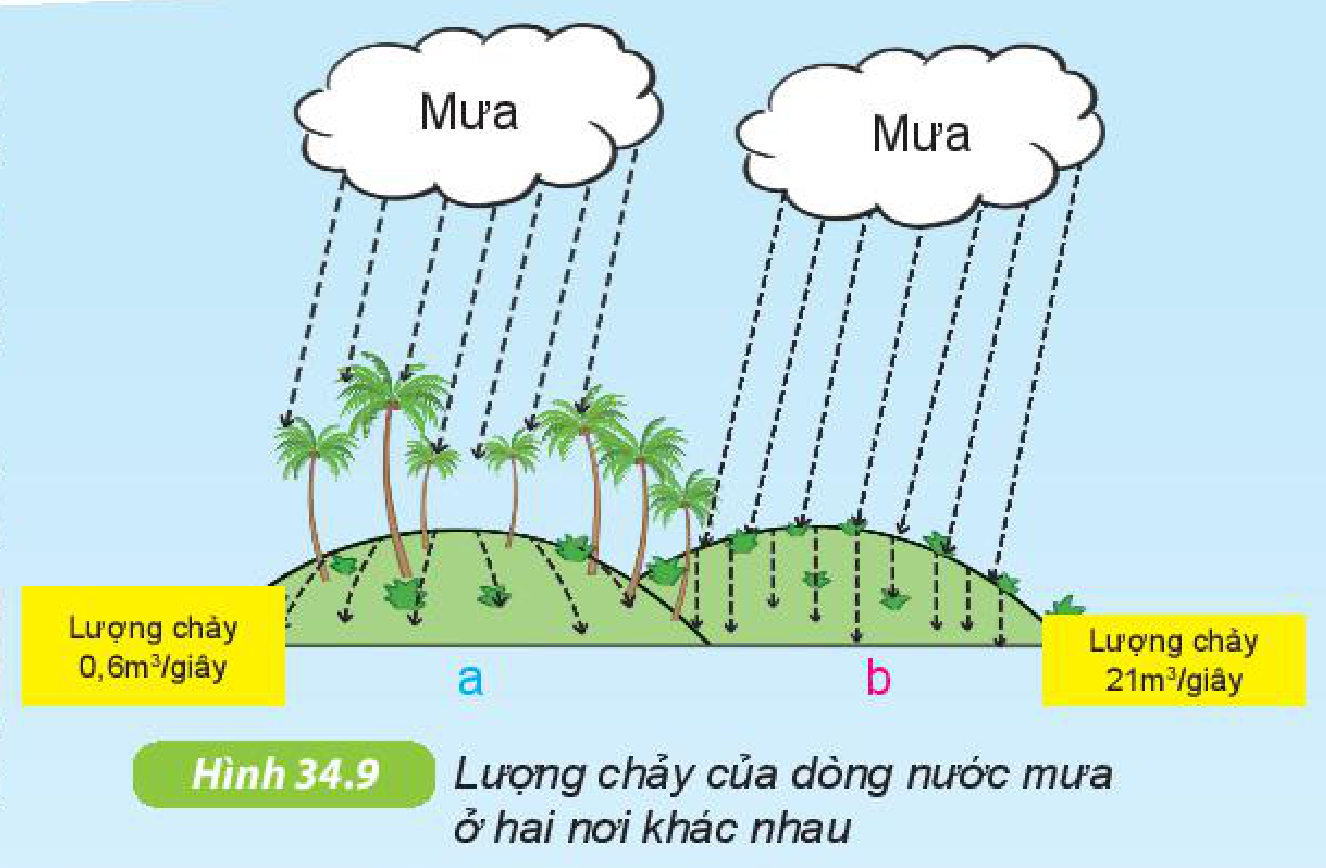 Mưa
Mưa
Lượng chảy
0,6m³/giây
Lượng chảy
21m³/giây
a
b
Hình 34.9
Lượng chảy của dòng nước mưa
ở hai nơi khác nhau